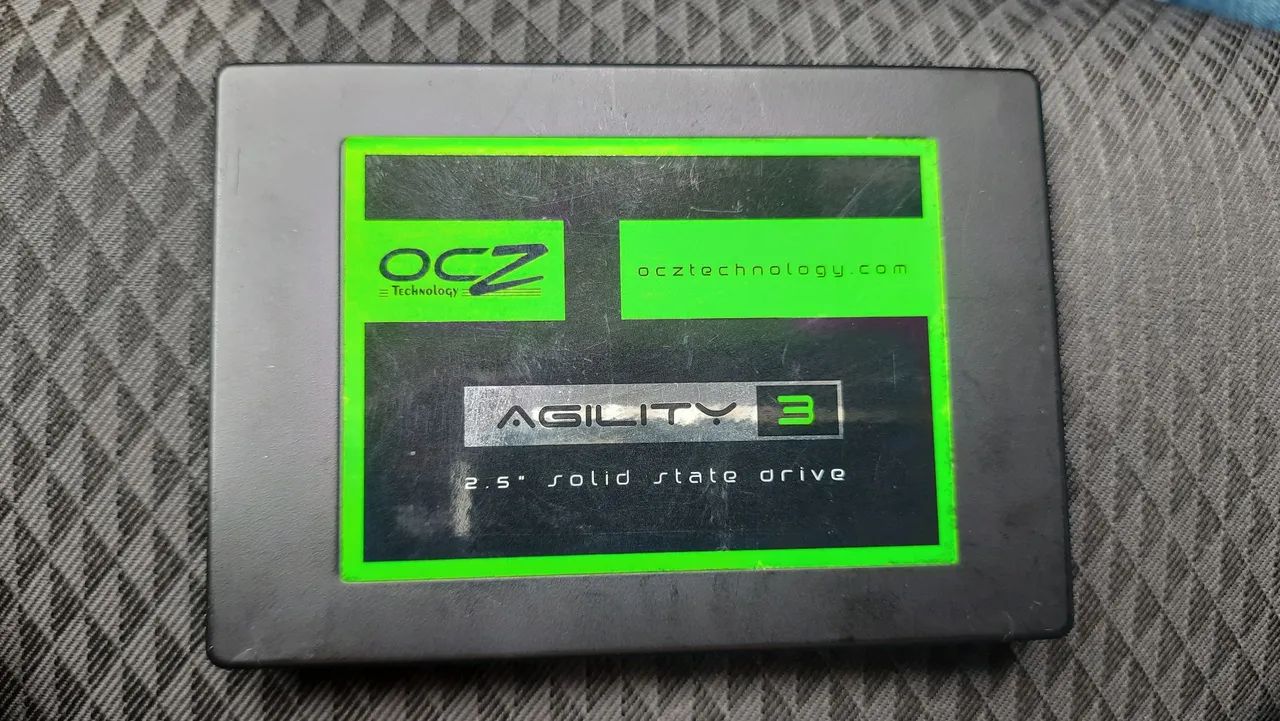 OCZ
Technology
ocztechnology.com
AGILITY 3
2.5" solid state drive